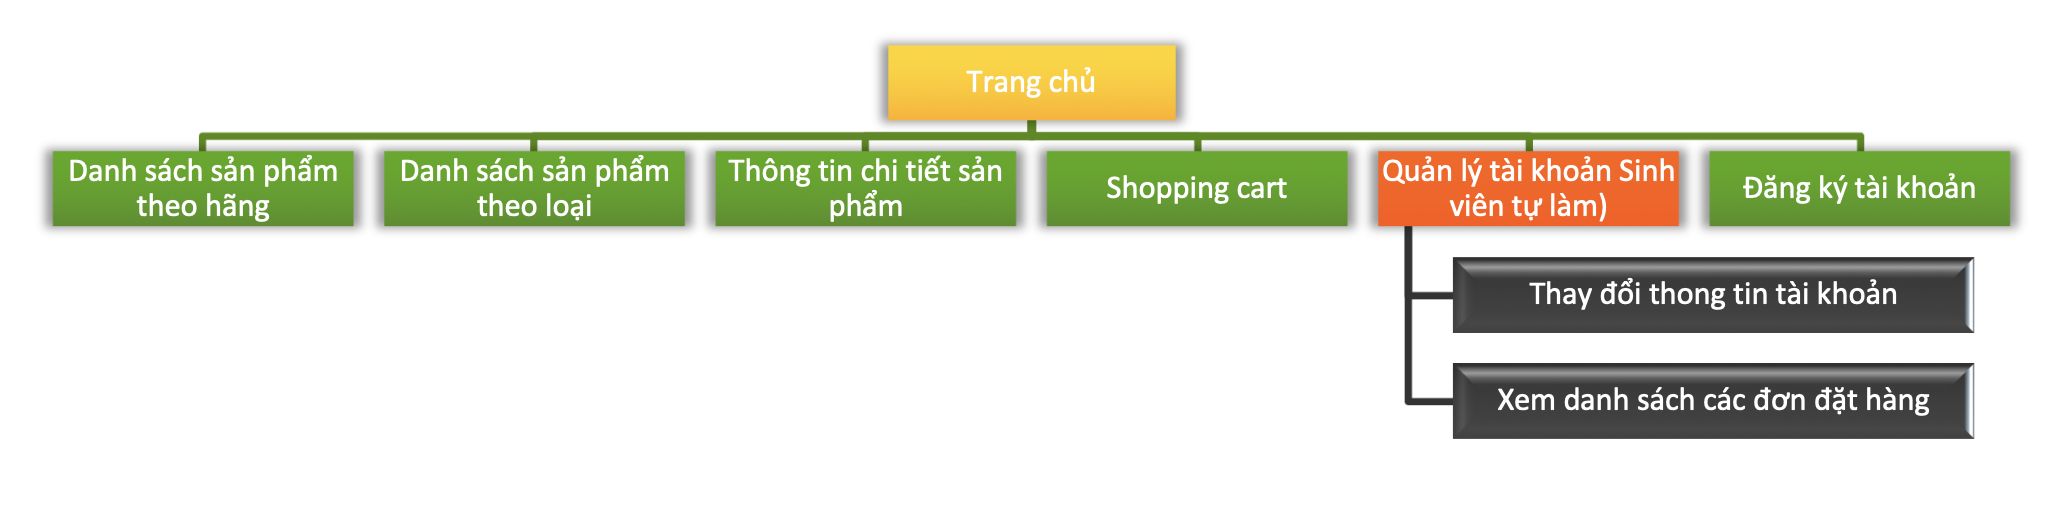 Trang chủ
Danh sách sản phẩm
theo hãng
Danh sách sản phẩm
theo loại
Thông tin chi tiết sản
phẩm
Shopping cart
Quản lý tài khoản Sinh
viên tự làm)
Đăng ký tài khoản
Thay đổi thong tin tài khoản
Xem danh sách các đơn đặt hàng